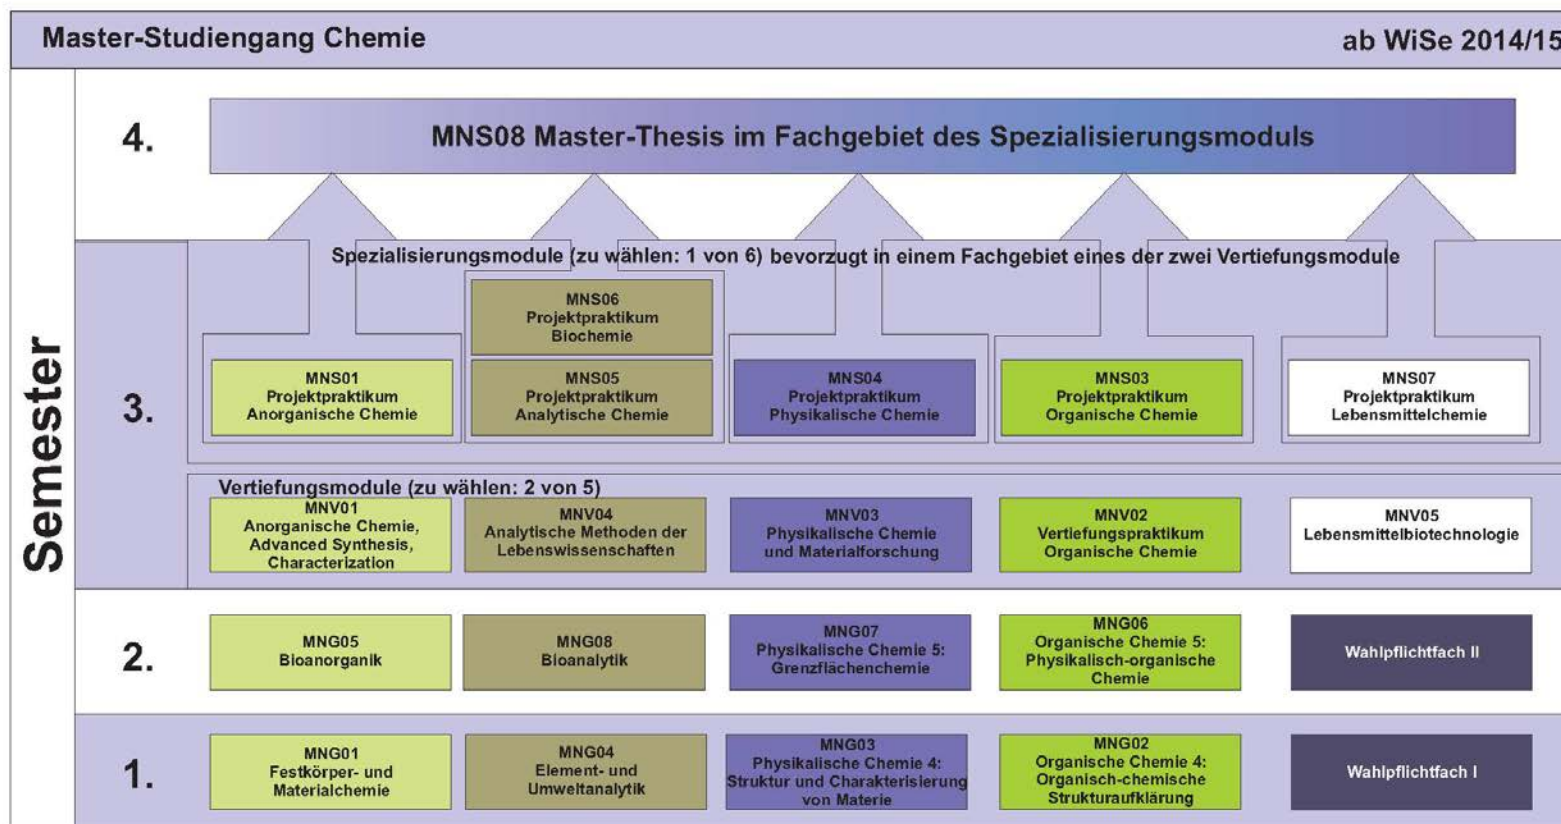 Master-Studiengang Chemie
ab WiSe 2014/15
Semester
4.
MNS08 Master-Thesis im Fachgebiet des Spezialisierungsmoduls
3.
Spezialisierungsmodule (zu wählen: 1 von 6) bevorzugt in einem Fachgebiet eines der zwei Vertiefungsmodule
MNS06
Projektpraktikum
Biochemie
MNS01
Projektpraktikum
Anorganische Chemie
MNS05
Projektpraktikum
Analytische Chemie
MNS04
Projektpraktikum
Physikalische Chemie
MNS03
Projektpraktikum
Organische Chemie
MNS07
Projektpraktikum
Lebensmittelchemie
Vertiefungsmodule (zu wählen: 2 von 5)
MNV01
Anorganische Chemie,
Advanced Synthesis,
Characterization
MNV04
Analytische Methoden der
Lebenswissenschaften
MNV03
Physikalische Chemie
und Materialforschung
MNV02
Vertiefungspraktikum
Organische Chemie
MNV05
Lebensmittelbiotechnologie
2.
MNG05
Bioanorganik
MNG08
Bioanalytik
MNG07
Physikalische Chemie 5:
Grenzflächenchemie
MNG06
Organische Chemie 5:
Physikalisch-organische
Chemie
Wahlpflichtfach II
1.
MNG01
Festkörper- und
Materialchemie
MNG04
Element- und
Umweltanalytik
MNG03
Physikalische Chemie 4:
Struktur und Charakterisierung
von Materie
MNG02
Organische Chemie 4:
Organisch-chemische
Strukturaufklärung
Wahlpflichtfach I